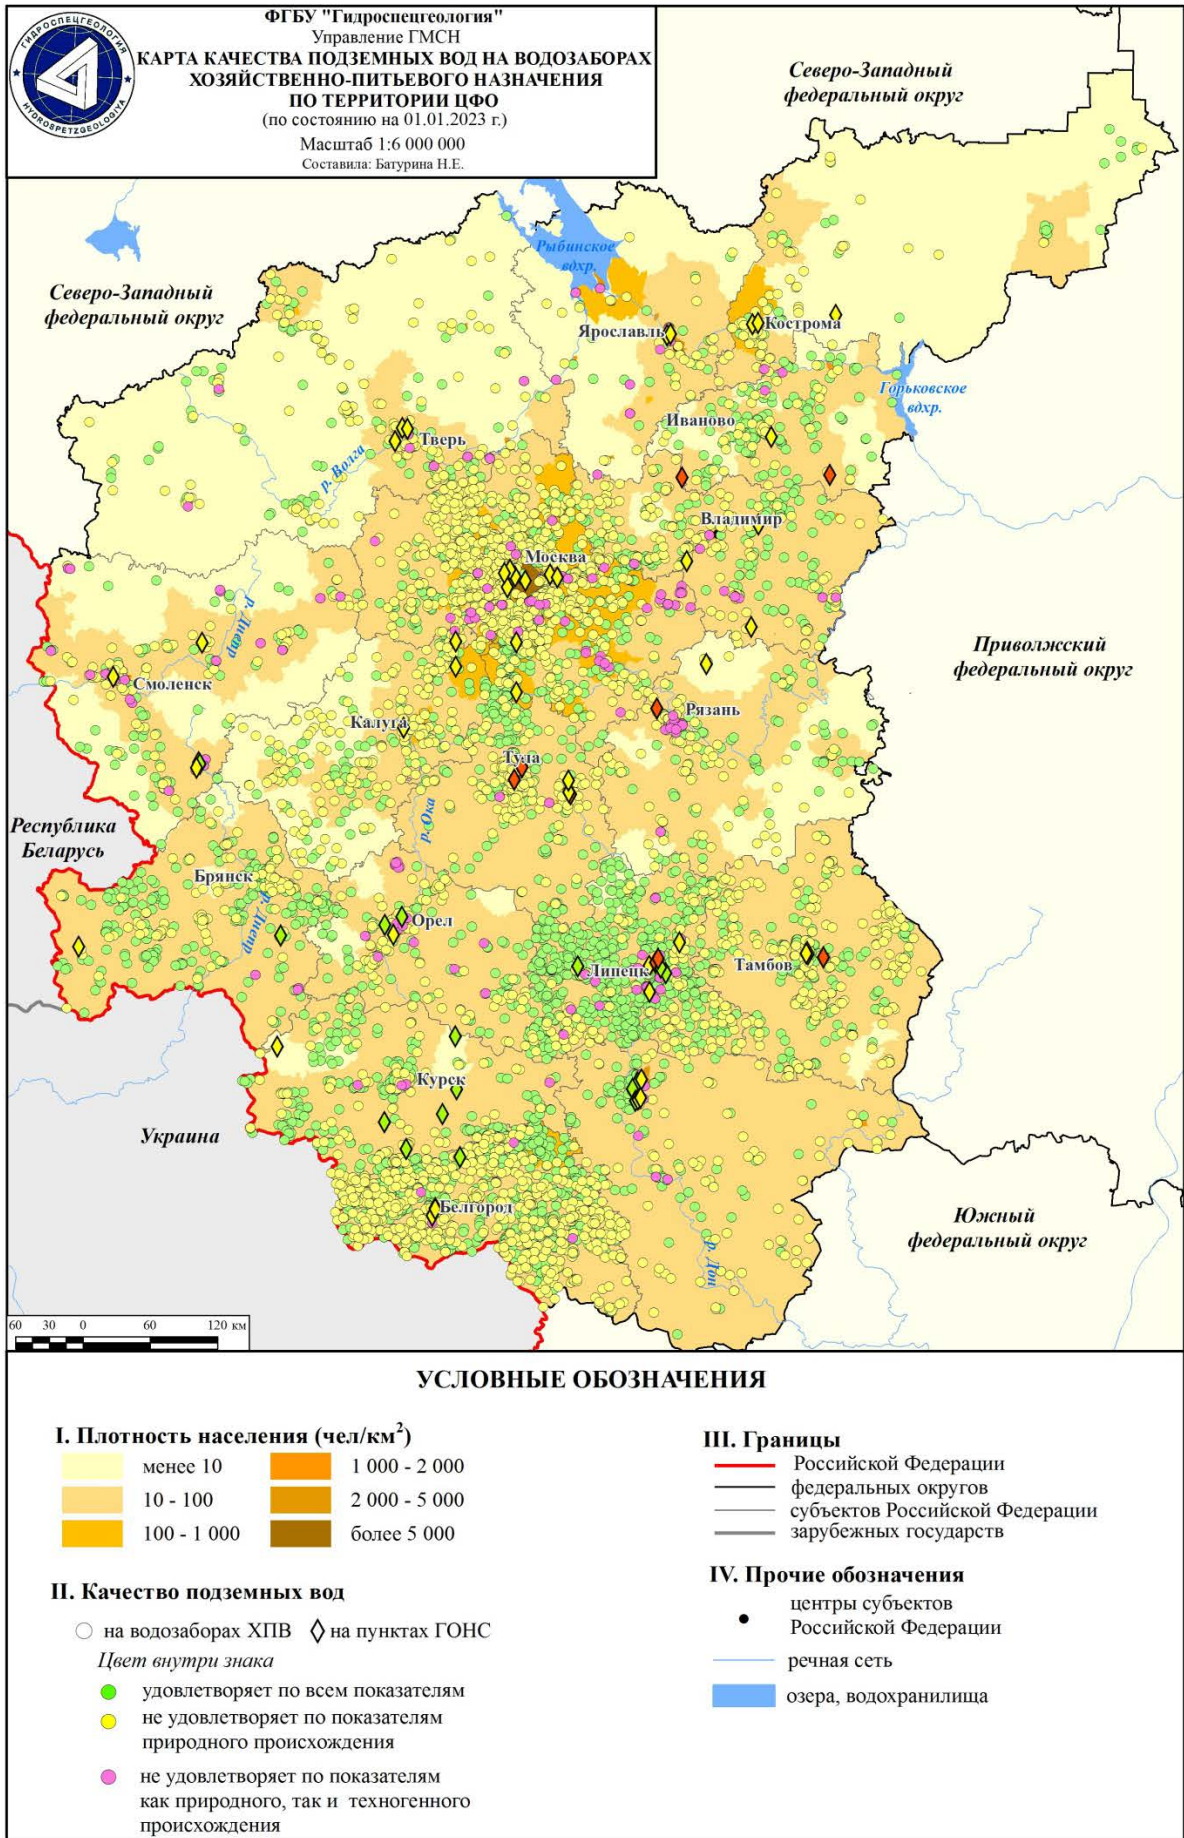 ГИДРОСПЕЦГЕОЛОГИЯ
HYDROSPETZGEOLOGIYA
ФГБУ "Гидроспецгеология"
Управление ГМСН
КАРТА КАЧЕСТВА ПОДЗЕМНЫХ ВОД НА ВОДОЗАБОРАХ
ХОЗЯЙСТВЕННО-ПИТЬЕВОГО НАЗНАЧЕНИЯ
ПО ТЕРРИТОРИИ ЦФО
(по состоянию на 01.01.2023 г.)
Масштаб 1:6 000 000
Составила: Батурина Н.Е.
Северо-Западный
федеральный округ
Рыбинское
вдхр.
Северо-Западный
федеральный округ
Ярославль
Кострома
Горьковское
вдхр.
Иваново
Тверь
р. Волга
Владимир
Москва
р. Днепр
Приволжский
федеральный округ
Смоленск
Рязань
Калуга
Тула
р. Ока
Республика
Беларусь
Брянск
р. Днепр
Орел
Липецк
Тамбов
Курск
Украина
Белгород
р. Дон
Южный
федеральный округ
60 30 0 60 120 км
УСЛОВНЫЕ ОБОЗНАЧЕНИЯ
I. Плотность населения (чел/км²)
менее 10
10 - 100
100 - 1 000
1 000 - 2 000
2 000 - 5 000
более 5 000
II. Качество подземных вод
на водозаборах ХПВ на пунктах ГОНС
Цвет внутри знака
удовлетворяет по всем показателям
не удовлетворяет по показателям
природного происхождения
не удовлетворяет по показателям
как природного, так и техногенного
происхождения
III. Границы
Российской Федерации
федеральных округов
субъектов Российской Федерации
зарубежных государств
IV. Прочие обозначения
центры субъектов
Российской Федерации
речная сеть
озера, водохранилища